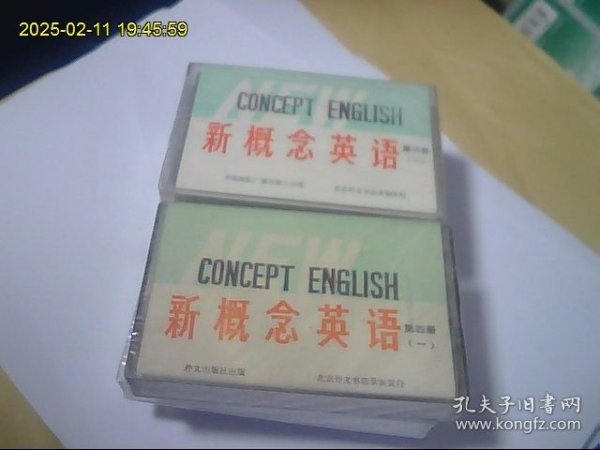 2025-02-11 19:45:59
NEW
CONCEPT ENGLISH
新概念英语
NEW
CONCEPT ENGLISH
新概念英语
第四册
(一)
外文出版社出版
北京外文书店录音发行
孔夫子旧书网
www.kongfz.com